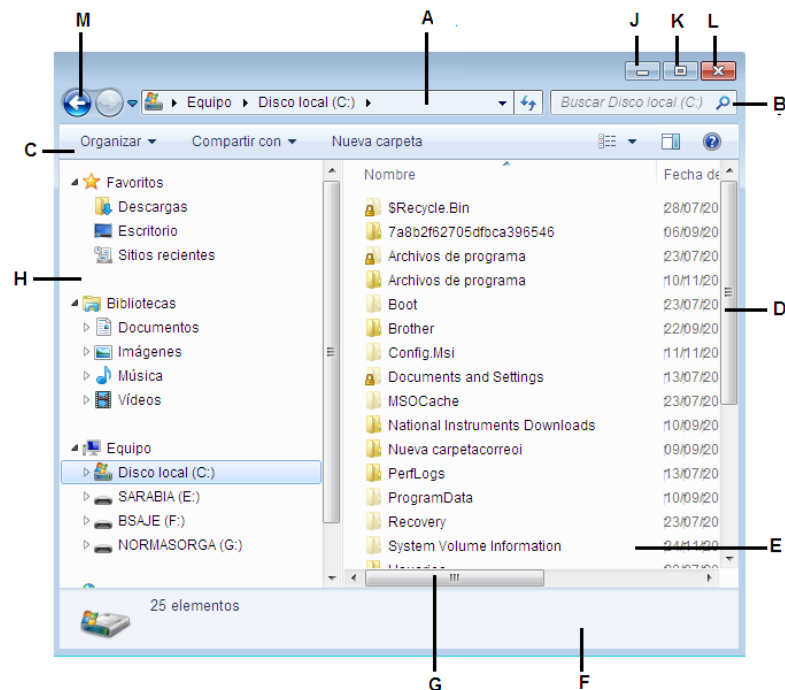 M
A
J
K
L
Equipo
Disco local (C:)
Buscar Disco local (C:)
B
C
Organizar
Compartir con
Nueva carpeta
Favoritos
Descargas
Escritorio
Sitios recientes
H
Bibliotecas
Documentos
Imágenes
Música
Vídeos
Equipo
Disco local (C:)
SARABIA (E:)
BSAJE (F:)
NORMASORGA (G:)
Nombre
Fecha de
$Recycle.Bin 28/07/20
7a8b2f62705dfbca396546 06/09/20
Archivos de programa 23/07/20
Archivos de programa 10/11/20
Boot 23/07/20
D
Brother 22/09/20
Config.Msi 11/11/20
Documents and Settings 13/07/20
MSOCache 23/07/20
National Instruments Downloads 10/09/20
Nueva carpetacorreoi 09/09/20
PerfLogs 13/07/20
ProgramData 10/09/20
Recovery 23/07/20
System Volume Information 24/11/20
E
25 elementos
G
F